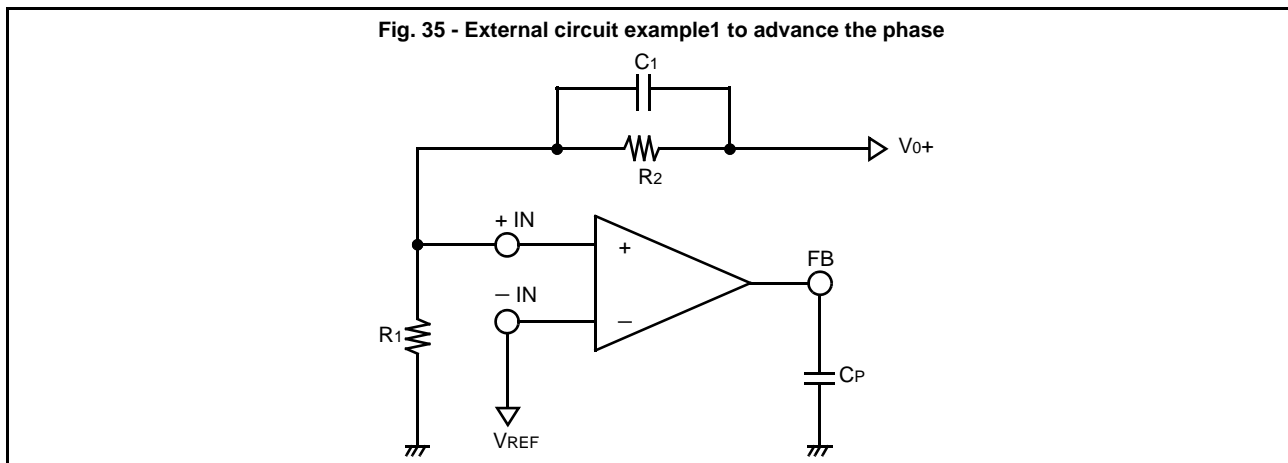 Fig. 35 - External circuit example1 to advance the phase
C1
V0+
R2
+ IN
+
FB
– IN
–
R1
CP
VREF